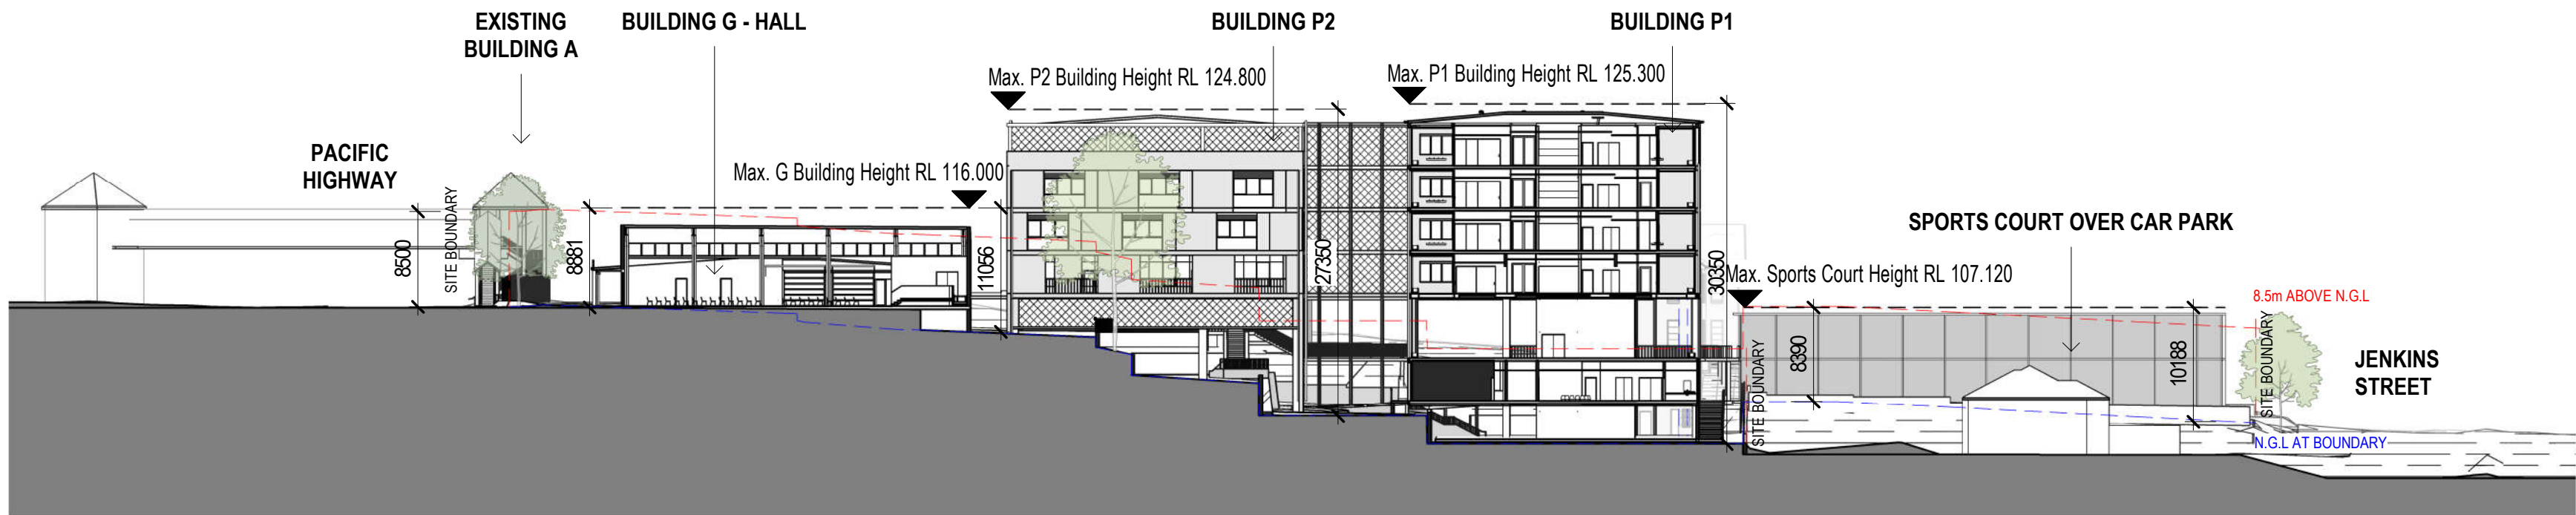 EXISTING
BUILDING A
BUILDING G - HALL
BUILDING P2
BUILDING P1
Max. P2 Building Height RL 124.800
Max. P1 Building Height RL 125.300
PACIFIC
HIGHWAY
Max. G Building Height RL 116.000
SITE BOUNDARY
8500
8881
11056
27350
30350
SPORTS COURT OVER CAR PARK
Max. Sports Court Height RL 107.120
8.5m ABOVE N.G.L
SITE BOUNDARY
8390
10188
SITE BOUNDARY
JENKINS
STREET
N.G.L AT BOUNDARY